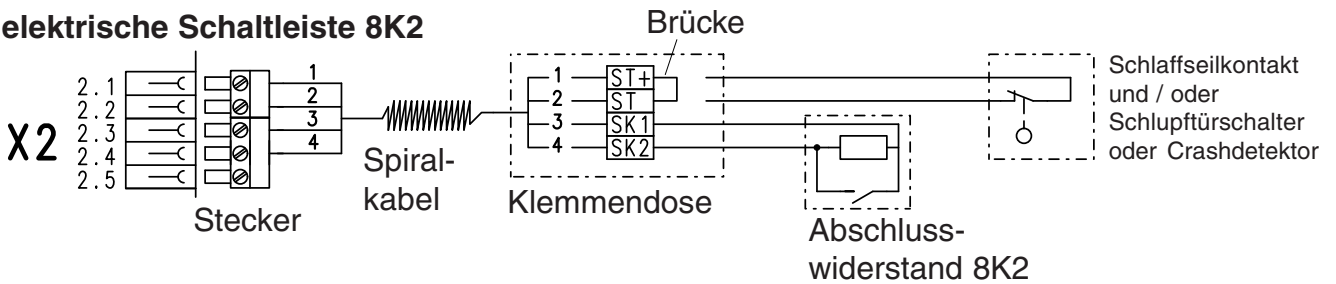 elektrische Schaltleiste 8K2
Brücke
X2
2.1
2.2
2.3
2.4
2.5
1
2
3
4
Stecker
Spiral-
kabel
1 ST+
2 ST
3 SK1
4 SK2
Klemmendose
Abschluss-
widerstand 8K2
Schlaffseilkontakt
und / oder
Schlupftürschalter
oder Crashdetektor